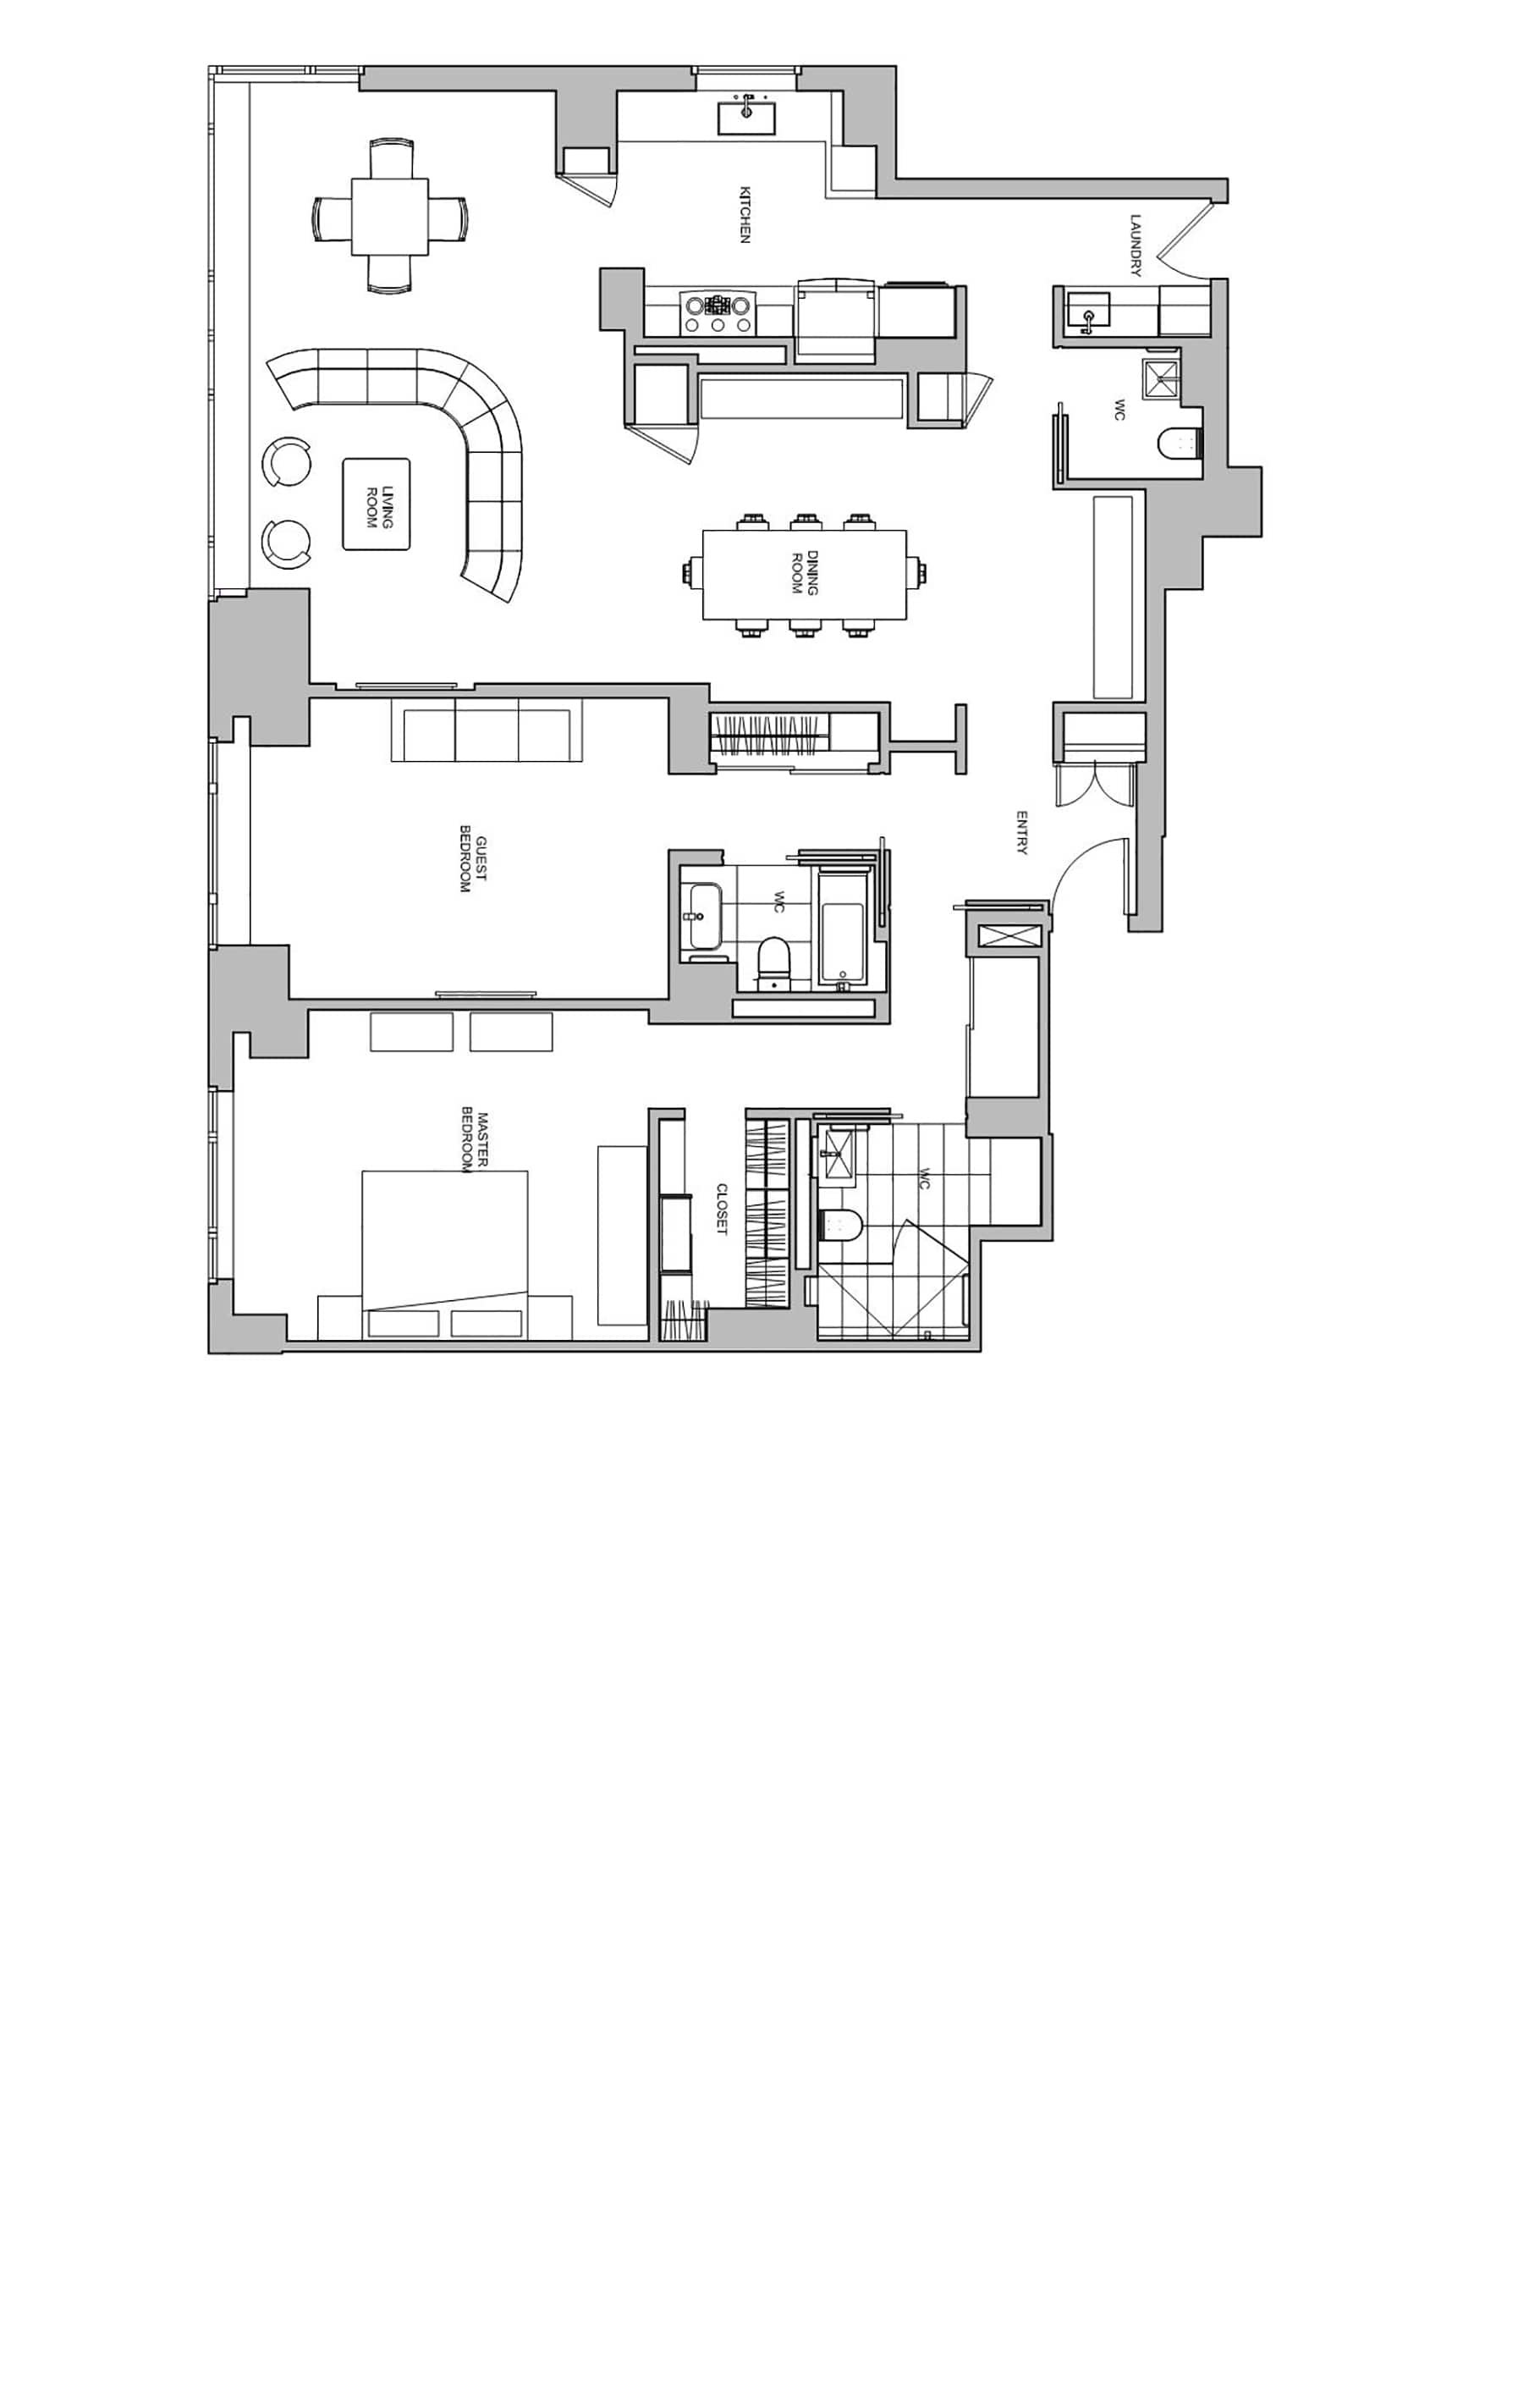 KITCHEN
LAUNDRY
WC
LIVING
ROOM
DINING
ROOM
ENTRY
GUEST
BEDROOM
WC
MASTER
BEDROOM
CLOSET
WC